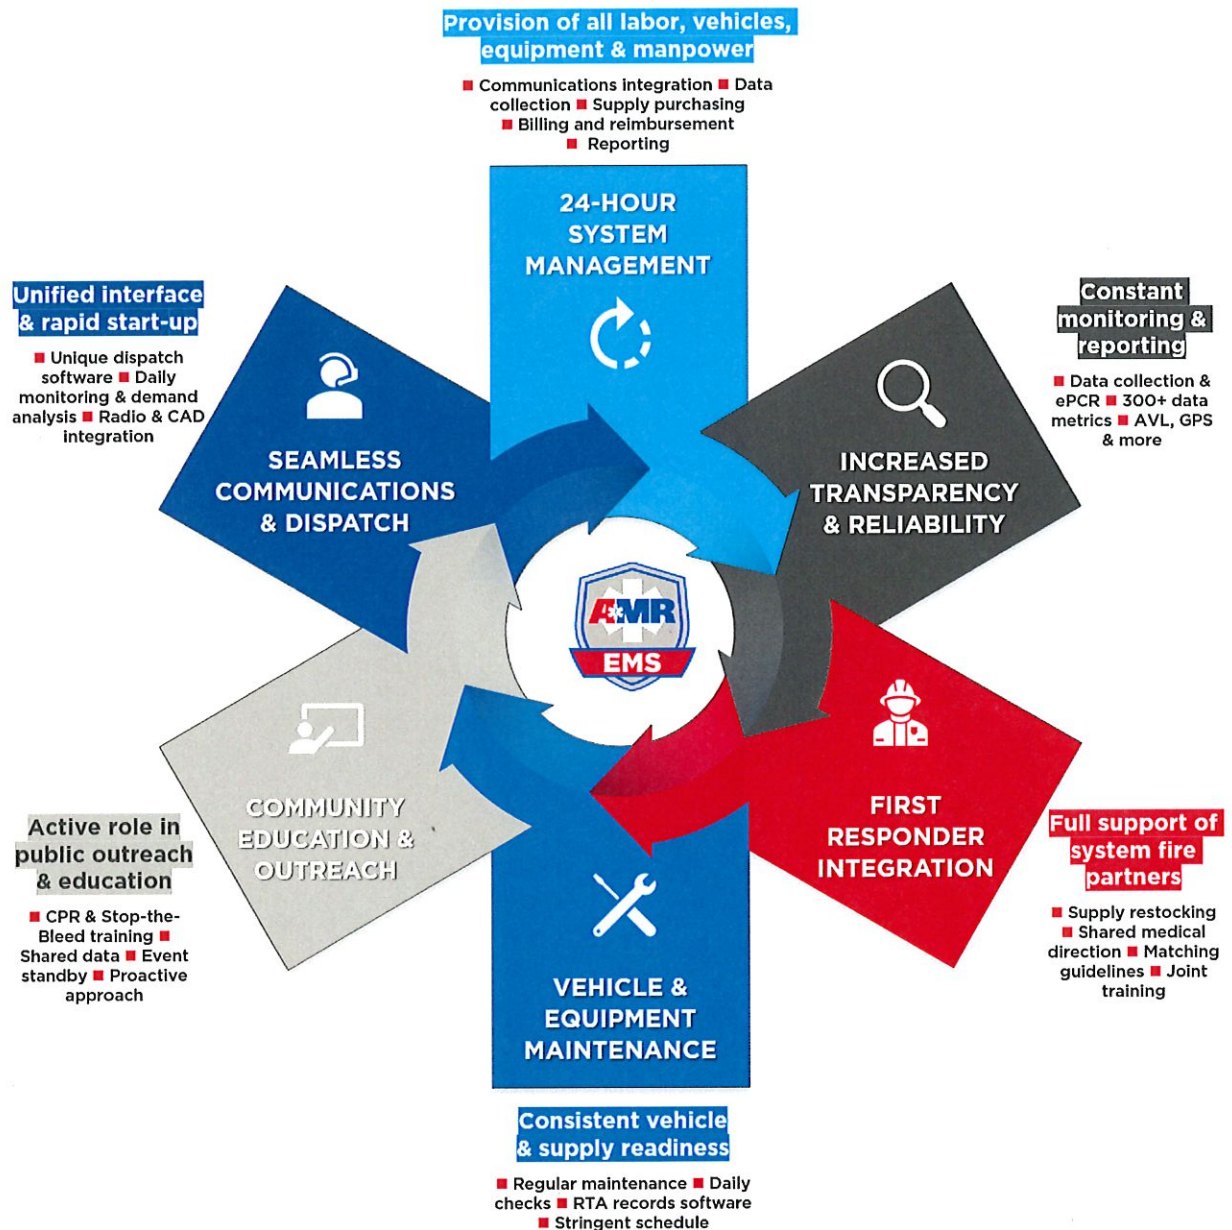 Provision of all labor, vehicles,
equipment & manpower
■ Communications integration ■ Data
collection ■ Supply purchasing
■ Billing and reimbursement
■ Reporting
24-HOUR
SYSTEM
MANAGEMENT
Unified interface
& rapid start-up
■ Unique dispatch
software ■ Daily
monitoring & demand
analysis ■ Radio & CAD
integration
SEAMLESS
COMMUNICATIONS
& DISPATCH
Constant
monitoring &
reporting
■ Data collection &
ePCR ■ 300+ data
metrics ■ AVL, GPS
& more
INCREASED
TRANSPARENCY
& RELIABILITY
AMR
EMS
COMMUNITY
EDUCATION &
OUTREACH
Active role in
public outreach
& education
■ CPR & Stop-the-
Bleed training ■
Shared data ■ Event
standby ■ Proactive
approach
FIRST
RESPONDER
INTEGRATION
Full support of
system fire
partners
■ Supply restocking
■ Shared medical
direction ■ Matching
guidelines ■ Joint
training
VEHICLE &
EQUIPMENT
MAINTENANCE
Consistent vehicle
& supply readiness
■ Regular maintenance ■ Daily
checks ■ RTA records software
■ Stringent schedule